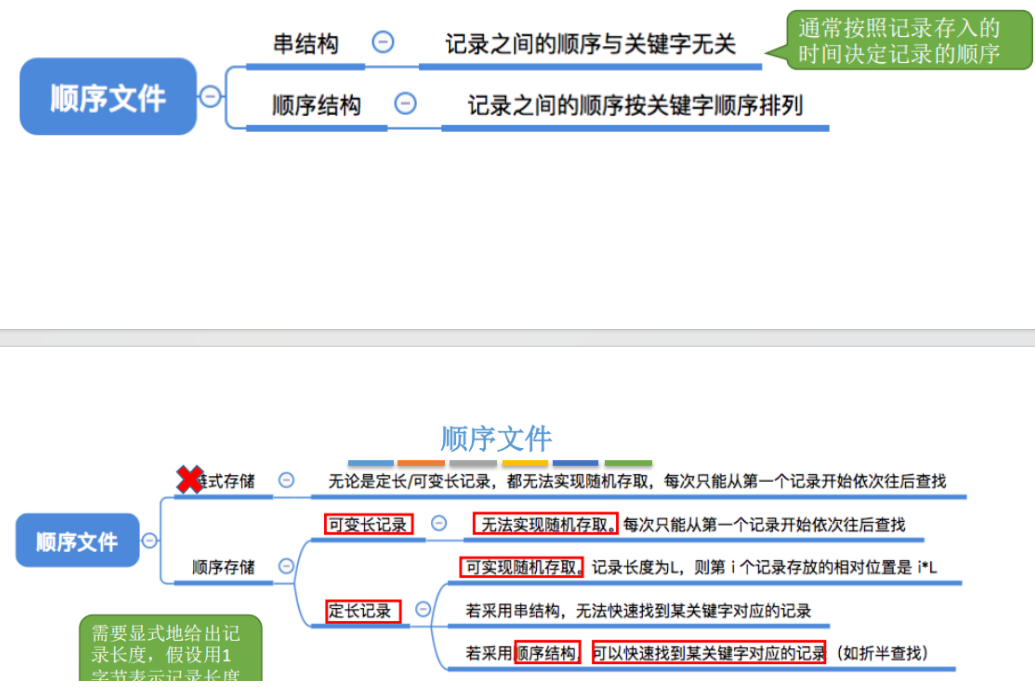 串结构
记录之间的顺序与关键字无关
通常按照记录存入的
时间决定记录的顺序
顺序文件
顺序结构
记录之间的顺序按关键字顺序排列
顺序文件
式存储
无论是定长/可变长记录，都无法实现随机存取，每次只能从第一个记录开始依次往后查找
可变长记录
无法实现随机存取。每次只能从第一个记录开始依次往后查找
顺序文件
顺序存储
可实现随机存取。记录长度为L，则第 i 个记录存放的相对位置是 i*L
定长记录
若采用串结构，无法快速找到某关键字对应的记录
若采用顺序结构，可以快速找到某关键字对应的记录（如折半查找）
需要显式地给出记
录长度，假设用1
字节表示记录长度